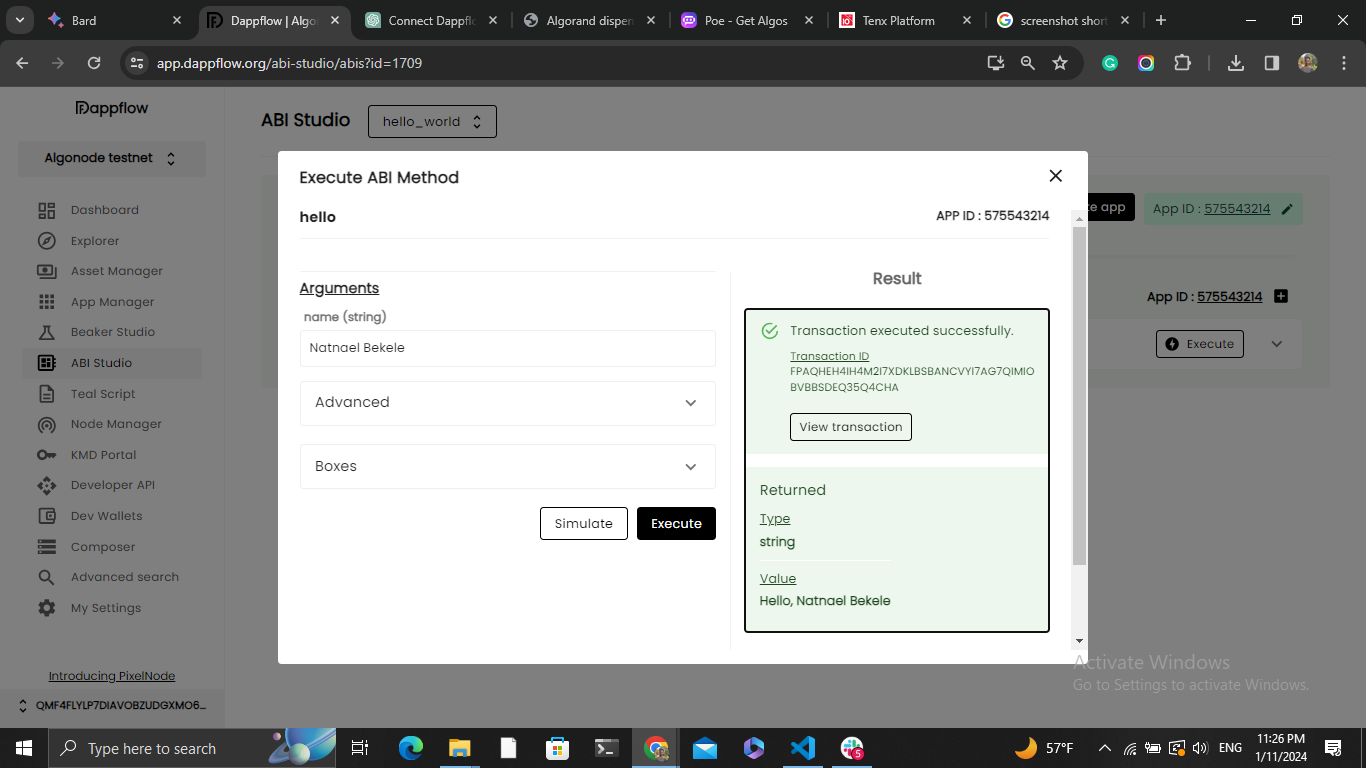 Bard
Dappflow | Algo
Connect Dappfl
Algorand dispen
Poe - Get Algos
Tenx Platform
screenshot short
app.dappflow.org/abi-studio/abis?id=1709
Dappflow
Algonode testnet
Dashboard
Explorer
Asset Manager
App Manager
Beaker Studio
ABI Studio
Teal Script
Node Manager
KMD Portal
Developer API
Dev Wallets
Composer
Advanced search
My Settings
Introducing PixelNode
QMF4FLYLP7DIAVOBZUDGXMO6...
ABI Studio
hello_world
te app
App ID : 575543214
App ID : 575543214
Execute
Execute ABI Method
hello
APP ID : 575543214
Arguments
name (string)
Natnael Bekele
Advanced
Boxes
Simulate
Execute
Result
Transaction executed successfully.
Transaction ID
FPAQHEH4IH4M2I7XDKLBSBANCVYI7AG7QIMIO
BVBBSDEQ35Q4CHA
View transaction
Returned
Type
string
Value
Hello, Natnael Bekele
Activate Windows
Go to Settings to activate Windows.
Type here to search
5
57°F
ENG
11:26 PM
1/11/2024